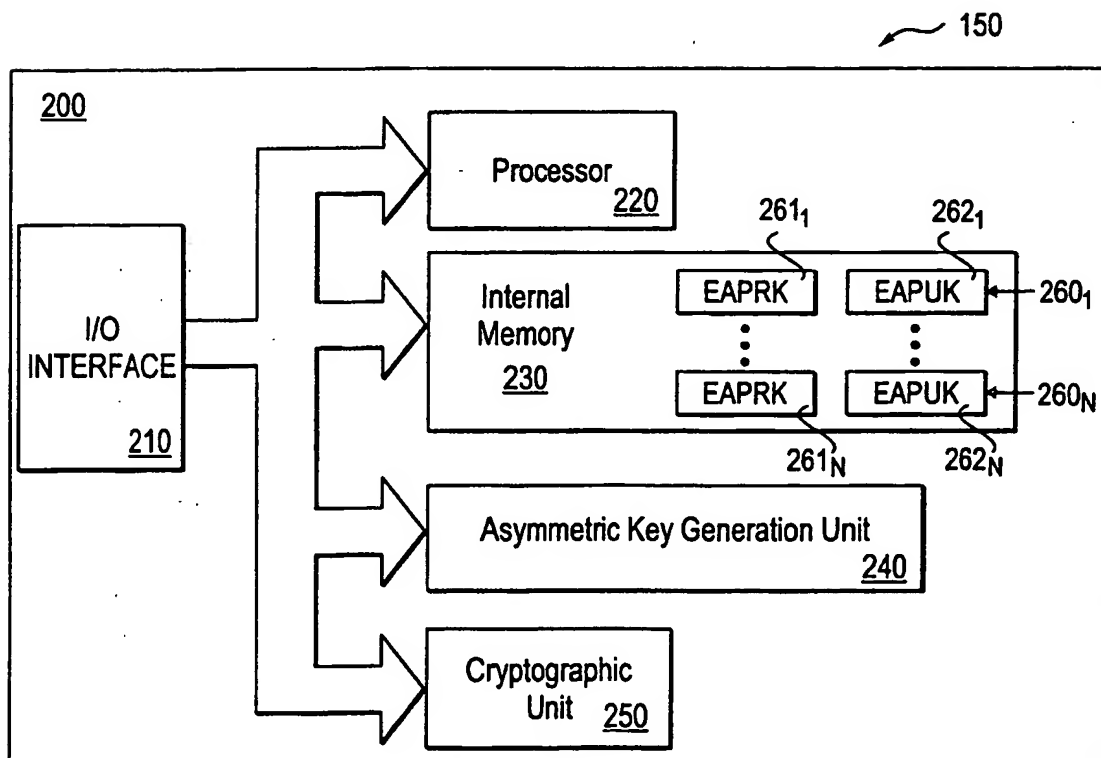 150
200
Processor
220
261₁
262₁
I/O
INTERFACE
210
Internal
Memory
230
EAPRK
EAPUK
260₁
EAPRK
EAPUK
260N
261N
262N
Asymmetric Key Generation Unit
240
Cryptographic
Unit
250